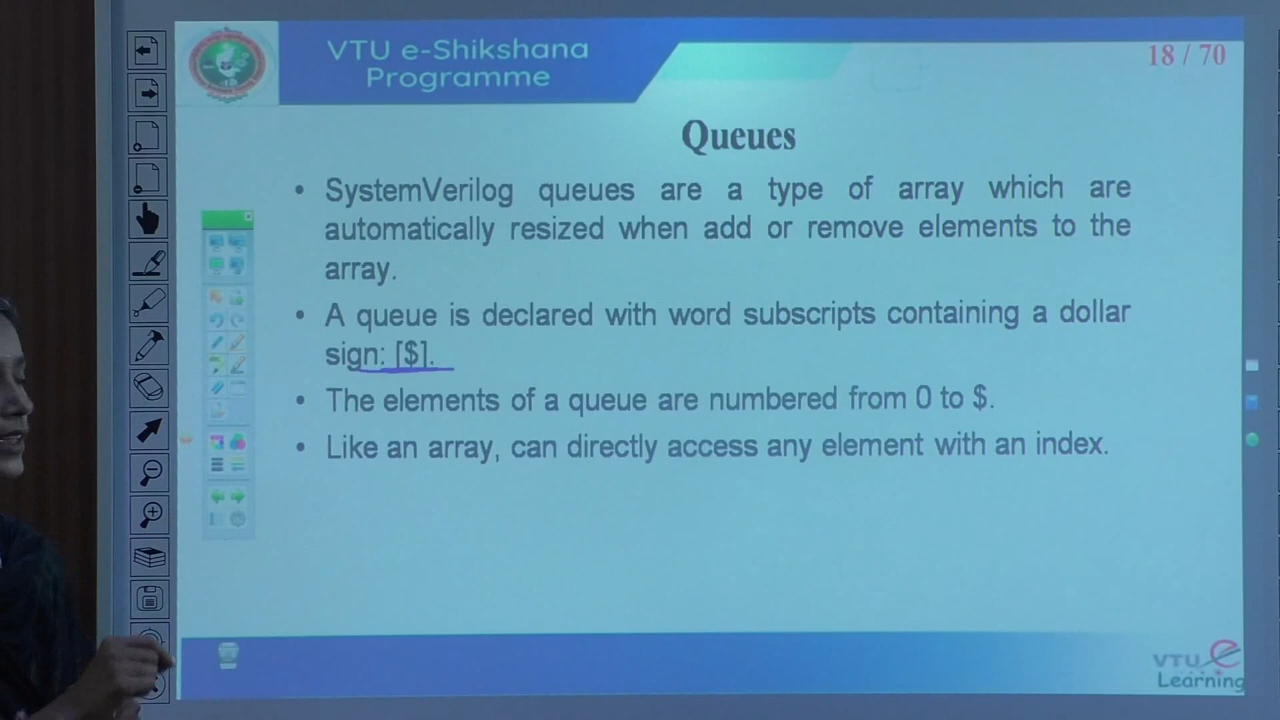 VTU e-Shikshana
Programme
18 / 70
Queues
• SystemVerilog queues are a type of array which are
automatically resized when add or remove elements to the
array.
• A queue is declared with word subscripts containing a dollar
sign: [$].
• The elements of a queue are numbered from 0 to $.
• Like an array, can directly access any element with an index.
VTU e
Learning